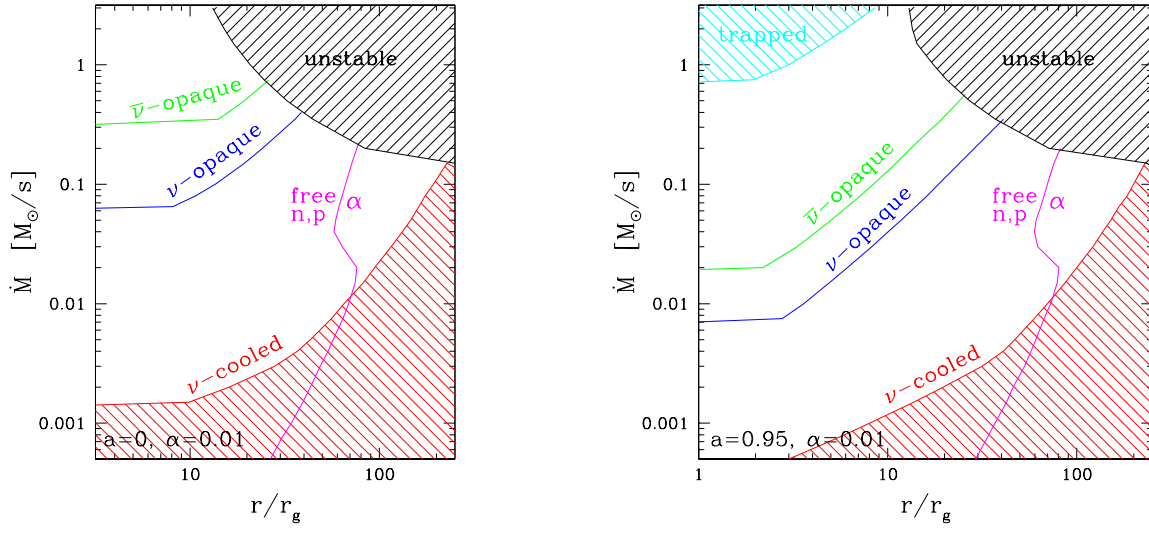 unstable
ν̄-opaque
ν-opaque
free α
n,p
ν-cooled
a=0, α=0.01
1
0.1
0.01
0.001
Ṁ [M⊙/s]
10
100
r/rg
trapped
unstable
ν̄-opaque
ν-opaque
free α
n,p
ν-cooled
a=0.95, α=0.01
1
0.1
0.01
0.001
Ṁ [M⊙/s]
1
10
100
r/rg